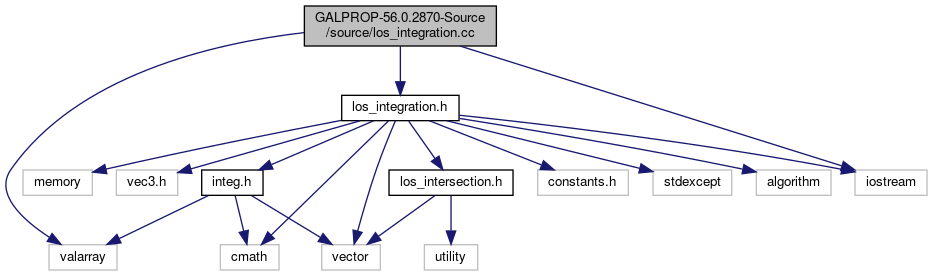 GALPROP-56.0.2870-Source
/source/los_integration.cc
los_integration.h
memory
vec3.h
integ.h
los_intersection.h
constants.h
stdexcept
algorithm
iostream
valarray
cmath
vector
utility